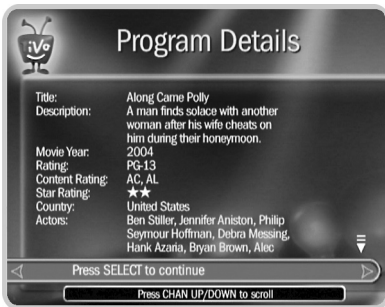 TiVo
Program Details
Title: Along Came Polly
Description: A man finds solace with another
woman after his wife cheats on
him during their honeymoon.
Movie Year: 2004
Rating: PG-13
Content Rating: AC, AL
Star Rating: ★★
Country: United States
Actors: Ben Stiller, Jennifer Aniston, Philip
Seymour Hoffman, Debra Messing,
Hank Azaria, Bryan Brown, Alec
Press SELECT to continue
Press CHAN UP/DOWN to scroll